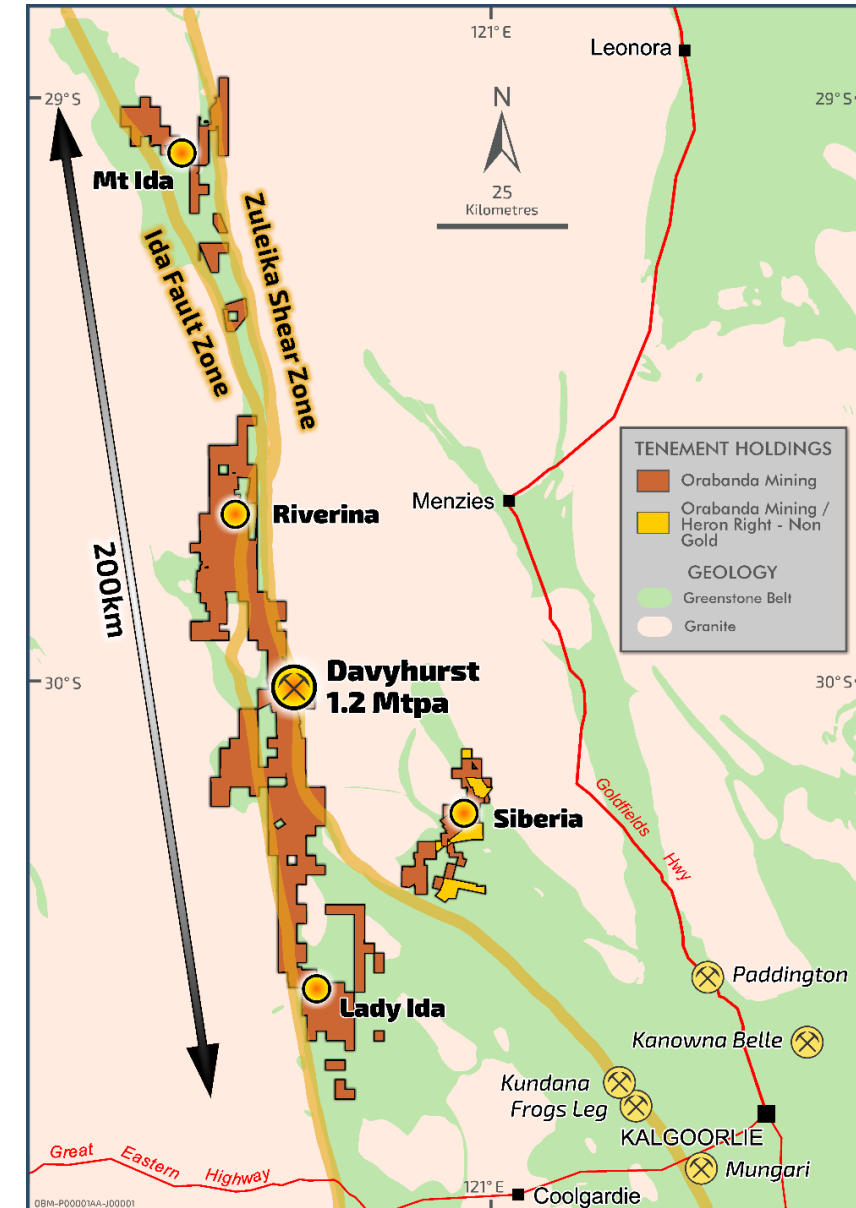 121°E
Leonora
29°S
29°S
N
25
Kilometres
Mt Ida
Zuleika Shear Zone
Ida Fault Zone
TENEMENT HOLDINGS
Orabanda Mining
Orabanda Mining /
Heron Right - Non
Gold
GEOLOGY
Greenstone Belt
Granite
Menzies
Riverina
200km
Davyhurst
1.2 Mtpa
30°S
30°S
Goldfields
Hwy
Siberia
Paddington
Lady Ida
Kanowna Belle
Kundana
Frogs Leg
KALGOORLIE
Mungari
Great Eastern Highway
121°E
Coolgardie
OBM-P00001AA-J00001